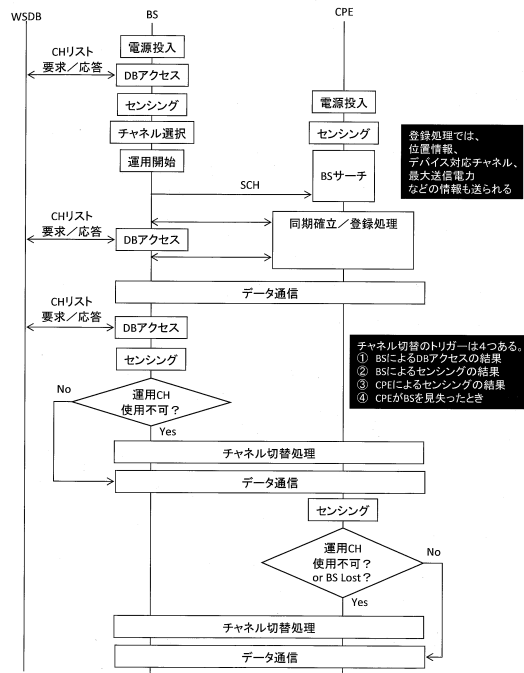 WSDB
BS
CPE
電源投入
CHリスト
要求／応答
DBアクセス
センシング
電源投入
チャネル選択
センシング
登録処理では、
位置情報、
デバイス対応チャネル、
最大送信電力
などの情報も送られる
運用開始
BSサーチ
SCH
CHリスト
要求／応答
DBアクセス
同期確立／登録処理
データ通信
CHリスト
要求／応答
DBアクセス
センシング
チャネル切替のトリガーは４つある。
① BSによるDBアクセスの結果
② BSによるセンシングの結果
③ CPEによるセンシングの結果
④ CPEがBSを見失ったとき
No
運用CH
使用不可？
Yes
チャネル切替処理
データ通信
センシング
運用CH
使用不可？
or BS Lost？
No
Yes
チャネル切替処理
データ通信